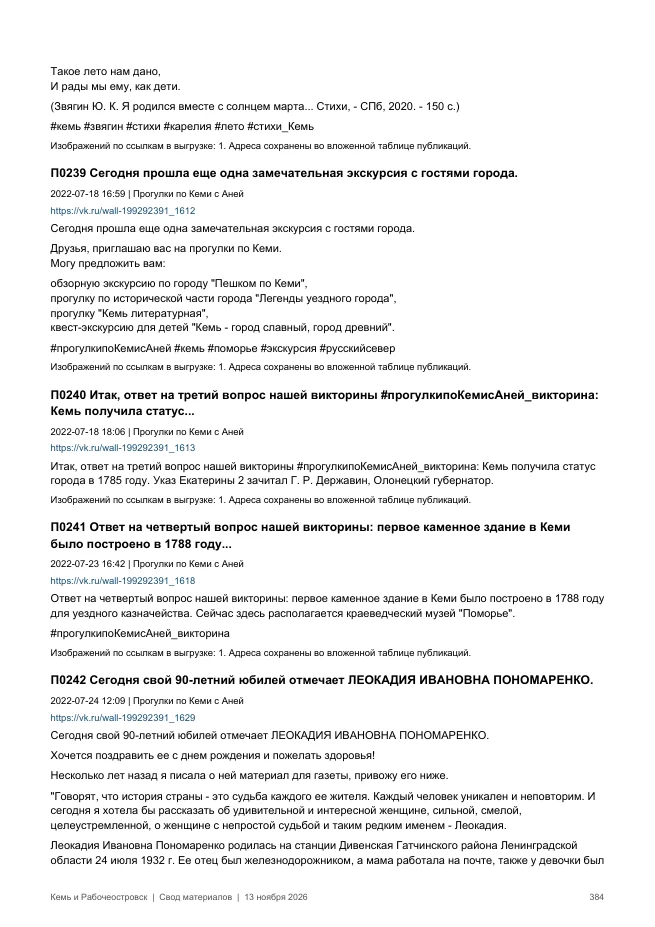 Такое лето нам дано,
И рады мы ему, как дети.
(Звягин Ю. К. Я родился вместе с солнцем марта... Стихи, - СПб, 2020. - 150 с.)
#кемь #звягин #стихи #карелия #лето #стихи_Кемь
Изображений по ссылкам в выгрузке: 1. Адреса сохранены во вложенной таблице публикаций.
П0239 Сегодня прошла еще одна замечательная экскурсия с гостями города.
2022-07-18 16:59 | Прогулки по Кеми с Аней
https://vk.ru/wall-199292391_1612
Сегодня прошла еще одна замечательная экскурсия с гостями города.
Друзья, приглашаю вас на прогулки по Кеми.
Могу предложить вам:
обзорную экскурсию по городу "Пешком по Кеми",
прогулку по исторической части города "Легенды уездного города",
прогулку "Кемь литературная",
квест-экскурсию для детей "Кемь - город славный, город древний".
#прогулкипоКемисАней #кемь #поморье #экскурсия #русскийсевер
Изображений по ссылкам в выгрузке: 1. Адреса сохранены во вложенной таблице публикаций.
П0240 Итак, ответ на третий вопрос нашей викторины #прогулкипоКемисАней_викторина:
Кемь получила статус...
2022-07-18 18:06 | Прогулки по Кеми с Аней
https://vk.ru/wall-199292391_1613
Итак, ответ на третий вопрос нашей викторины #прогулкипоКемисАней_викторина: Кемь получила статус
города в 1785 году. Указ Екатерины 2 зачитал Г. Р. Державин, Олонецкий губернатор.
Изображений по ссылкам в выгрузке: 1. Адреса сохранены во вложенной таблице публикаций.
П0241 Ответ на четвертый вопрос нашей викторины: первое каменное здание в Кеми
было построено в 1788 году...
2022-07-23 16:42 | Прогулки по Кеми с Аней
https://vk.ru/wall-199292391_1618
Ответ на четвертый вопрос нашей викторины: первое каменное здание в Кеми было построено в 1788 году
для уездного казначейства. Сейчас здесь располагается краеведческий музей "Поморье".
#прогулкипоКемисАней_викторина
Изображений по ссылкам в выгрузке: 1. Адреса сохранены во вложенной таблице публикаций.
П0242 Сегодня свой 90-летний юбилей отмечает ЛЕОКАДИЯ ИВАНОВНА ПОНОМАРЕНКО.
2022-07-24 12:09 | Прогулки по Кеми с Аней
https://vk.ru/wall-199292391_1629
Сегодня свой 90-летний юбилей отмечает ЛЕОКАДИЯ ИВАНОВНА ПОНОМАРЕНКО.
Хочется поздравить ее с днем рождения и пожелать здоровья!
Несколько лет назад я писала о ней материал для газеты, привожу его ниже.
"Говорят, что история страны - это судьба каждого ее жителя. Каждый человек уникален и неповторим. И
сегодня я хотела бы рассказать об удивительной и интересной женщине, сильной, смелой,
целеустремленной, о женщине с непростой судьбой и таким редким именем - Леокадия.
Леокадия Ивановна Пономаренко родилась на станции Дивенская Гатчинского района Ленинградской
области 24 июля 1932 г. Ее отец был железнодорожником, а мама работала на почте, также у девочки был
Кемь и Рабочеостровск | Свод материалов | 13 ноября 2026
384